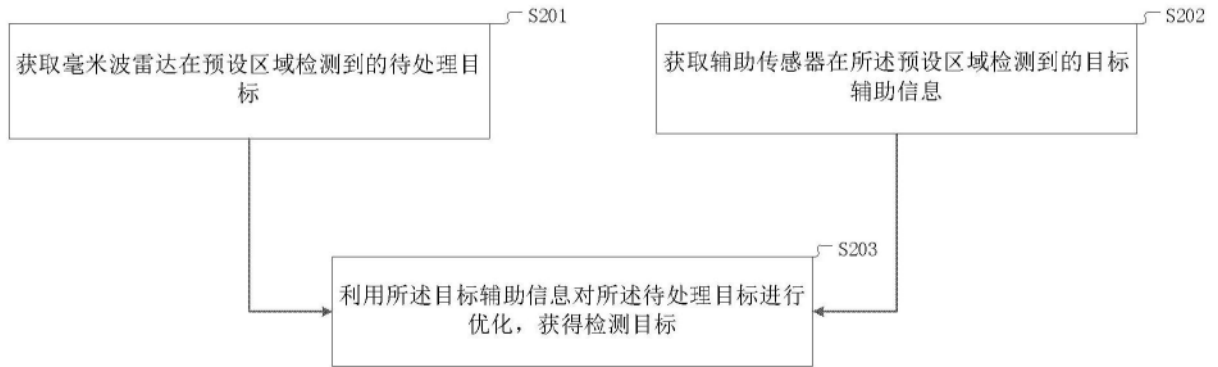 S201
获取毫米波雷达在预设区域检测到的待处理目
标
S202
获取辅助传感器在所述预设区域检测到的目标
辅助信息
S203
利用所述目标辅助信息对所述待处理目标进行
优化，获得检测目标